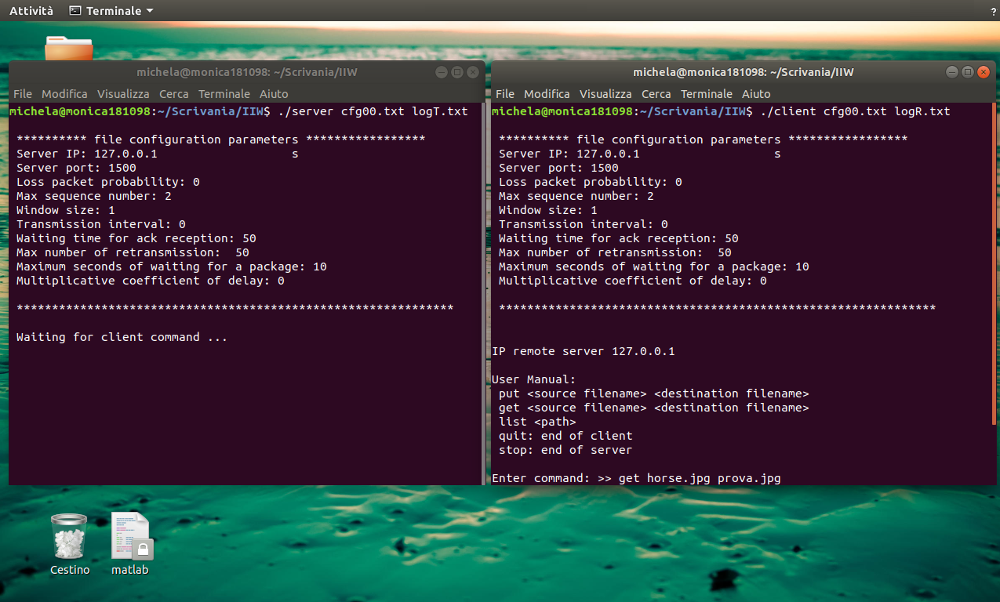 Attività Terminale ?
michela@monica181098: ~/Scrivania/IIW
File Modifica Visualizza Cerca Terminale Aiuto
michela@monica181098:~/Scrivania/IIW$ ./server cfg00.txt logT.txt
********** file configuration parameters *****************
Server IP: 127.0.0.1 s
Server port: 1500
Loss packet probability: 0
Max sequence number: 2
Window size: 1
Transmission interval: 0
Waiting time for ack reception: 50
Max number of retransmission: 50
Maximum seconds of waiting for a package: 10
Multiplicative coefficient of delay: 0
**************************************************************
Waiting for client command ...
michela@monica181098: ~/Scrivania/IIW
File Modifica Visualizza Cerca Terminale Aiuto
michela@monica181098:~/Scrivania/IIW$ ./client cfg00.txt logR.txt
********** file configuration parameters *****************
Server IP: 127.0.0.1 s
Server port: 1500
Loss packet probability: 0
Max sequence number: 2
Window size: 1
Transmission interval: 0
Waiting time for ack reception: 50
Max number of retransmission: 50
Maximum seconds of waiting for a package: 10
Multiplicative coefficient of delay: 0
**************************************************************
IP remote server 127.0.0.1
User Manual:
put <source filename> <destination filename>
get <source filename> <destination filename>
list <path>
quit: end of client
stop: end of server
Enter command: >> get horse.jpg prova.jpg
Cestino
matlab